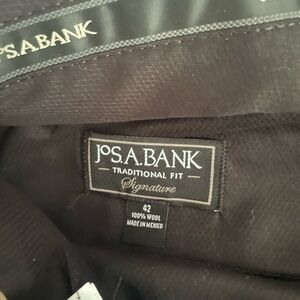 JOS.A.BANK
JOS.A.BANK
TRADITIONAL FIT
Signature
42
100% WOOL
MADE IN MEXICO